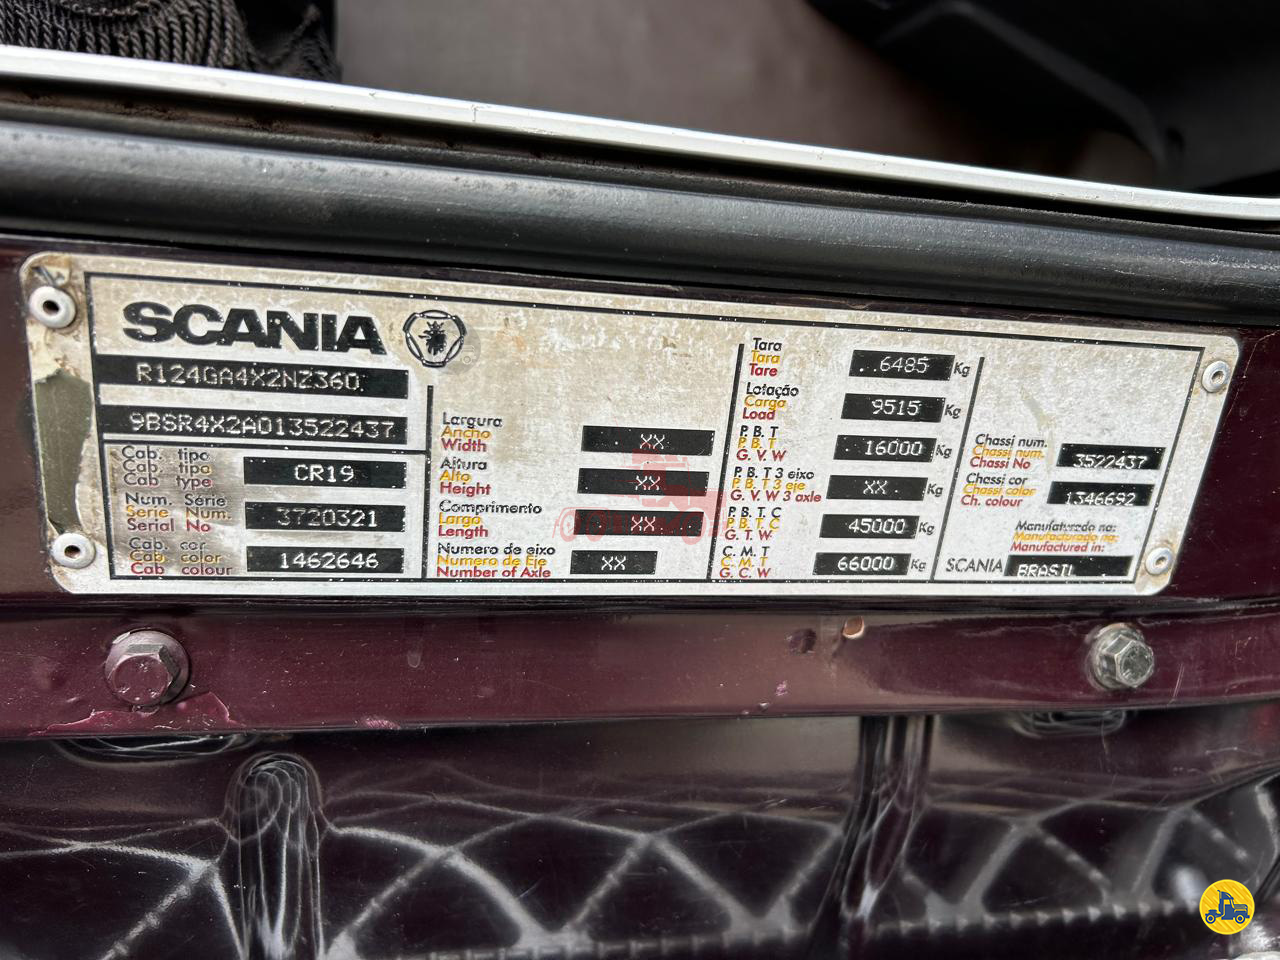 SCANIA
R124GA4X2NZ360
9BSR4X2A013522437
Cab. tipo
Cab. tipo
Cab. type
CR19
Num. Série
Serie Num.
Serial No
3720321
Cab. cor
Cab. color
Cab colour
1462646
Largura
Ancho
Width
XX
Altura
Alto
Height
XX
Comprimento
Largo
Length
XX
Numero de eixo
Numero de Eje
Number of Axle
XX
Tara
Tara
Tare
..6485 Kg
Lotação
Carga
Load
9515 Kg
P.B.T
P.B.T
G.V.W
.16000 Kg
P.B.T 3 eixo
P.B.T 3 eje
G.V.W 3 axle
XX. Kg
P.B.T.C
P.B.T.C
G.T.W
45000 Kg
C.M.T
C.M.T
G.C.W
66000 Kg
Chassi num.
Chassi num.
Chassi No
3522437
Chassi cor
Chassi color
Ch. colour
1346692
Manufaturado na:
Manufacturado na:
Manufactured in:
SCANIA BRASIL